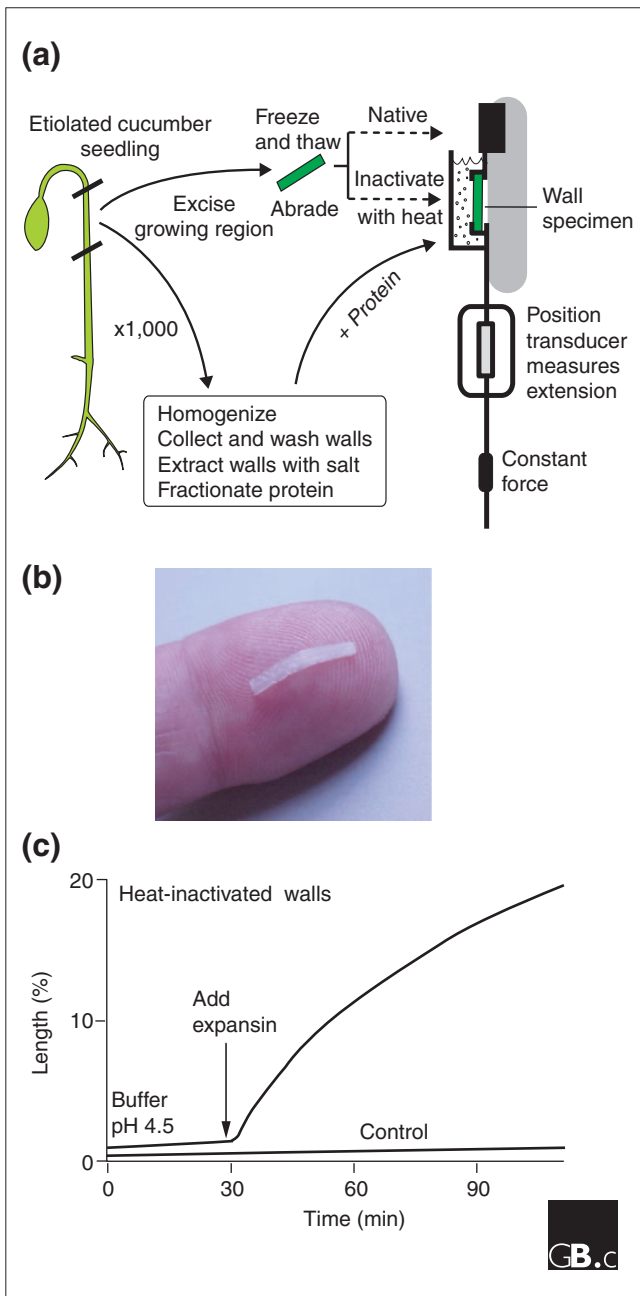 (a)
Etiolated cucumber
seedling
Freeze
and thaw
Native
Inactivate
with heat
Abrade
Excise
growing region
Wall
specimen
x1,000
+ Protein
Position
transducer
measures
extension
Homogenize
Collect and wash walls
Extract walls with salt
Fractionate protein
Constant
force
(b)
(c)
20
Heat-inactivated walls
Add
expansin
Length (%)
10
Buffer
pH 4.5
Control
0
0
30
60
90
Time (min)
GB.c